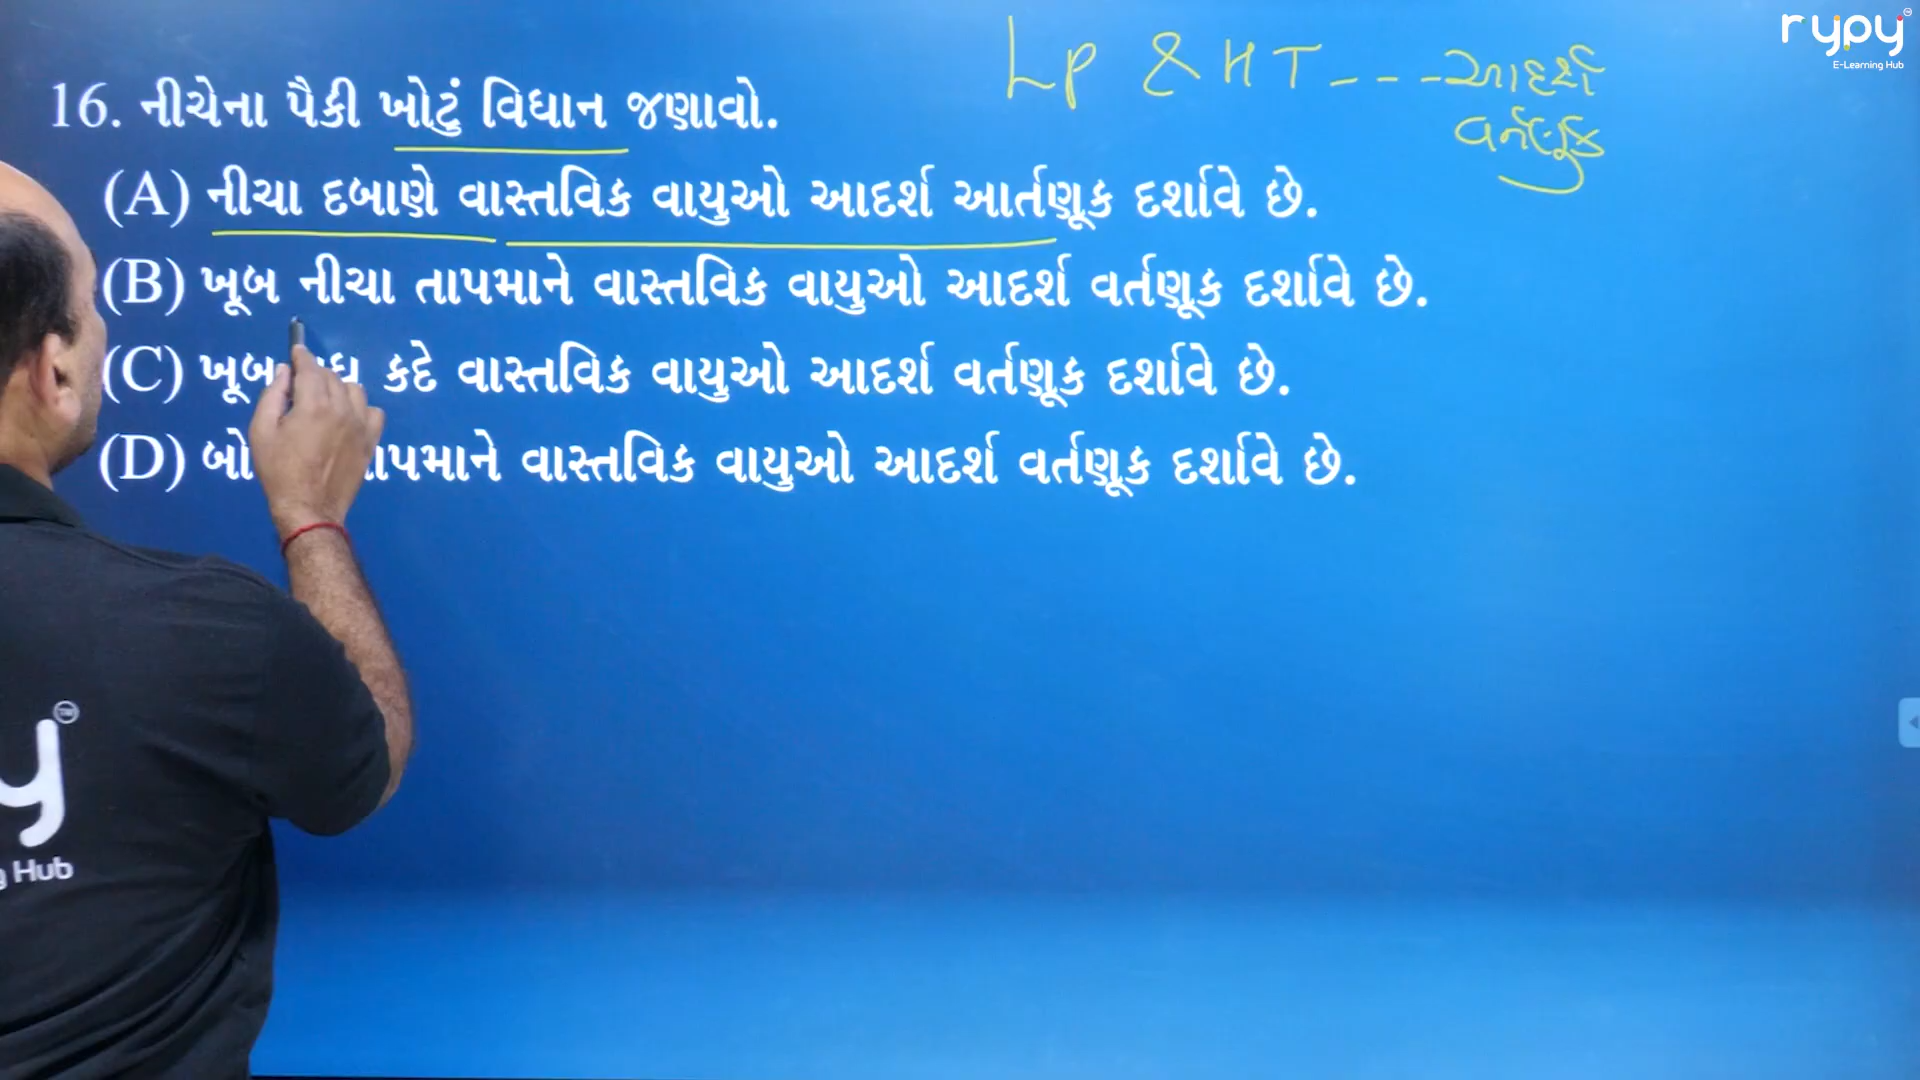 rypy
E-Learning Hub
Lp & HT ---- આદર્શ
વર્તણૂક
16. નીચેના પૈકી ખોટું વિધાન જણાવો.
(A) નીચા દબાણે વાસ્તવિક વાયુઓ આદર્શ આર્તણૂક દર્શાવે છે.
(B) ખૂબ નીચા તાપમાને વાસ્તવિક વાયુઓ આદર્શ વર્તણૂક દર્શાવે છે.
(C) ખૂબ કદે વાસ્તવિક વાયુઓ આદર્શ વર્તણૂક દર્શાવે છે.
(D) વાસ્તવિક વાયુઓ આદર્શ વર્તણૂક દર્શાવે છે.
y
Hub